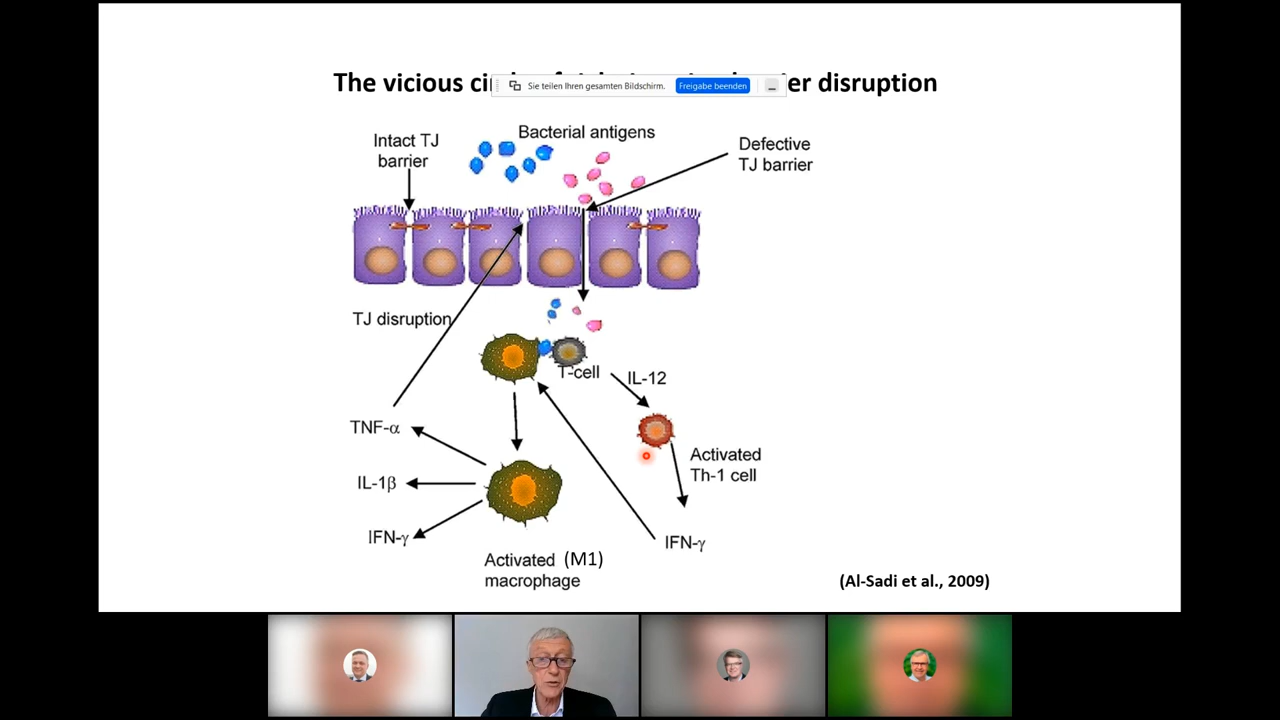 The vicious ci er disruption
Sie teilen Ihren gesamten Bildschirm. Freigabe beenden
Bacterial antigens
Intact TJ
barrier
Defective
TJ barrier
TJ disruption
T-cell
IL-12
TNF-α
Activated
Th-1 cell
IL-1β
IFN-γ
IFN-γ
Activated (M1)
macrophage
(Al-Sadi et al., 2009)